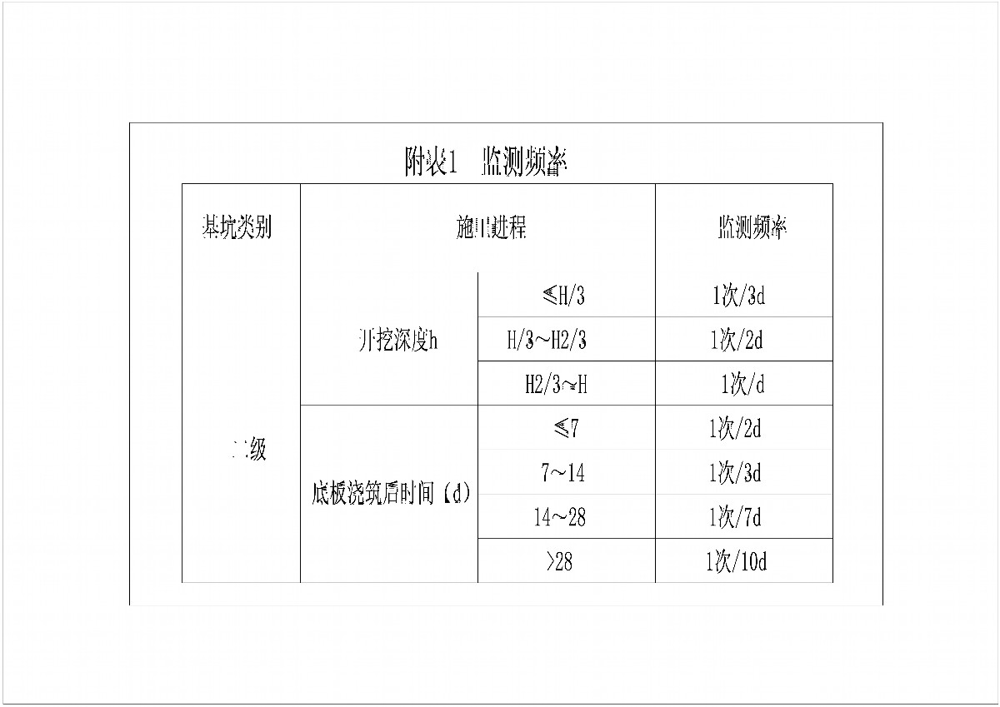 附表1 监测频率
基坑类别 施工进程 监测频率
≤H/3 1次/3d
开挖深度h H/3～H2/3 1次/2d
H2/3～H 1次/d
≤7 1次/2d
二级
7～14 1次/3d
底板浇筑后时间（d）
14～28 1次/7d
>28 1次/10d